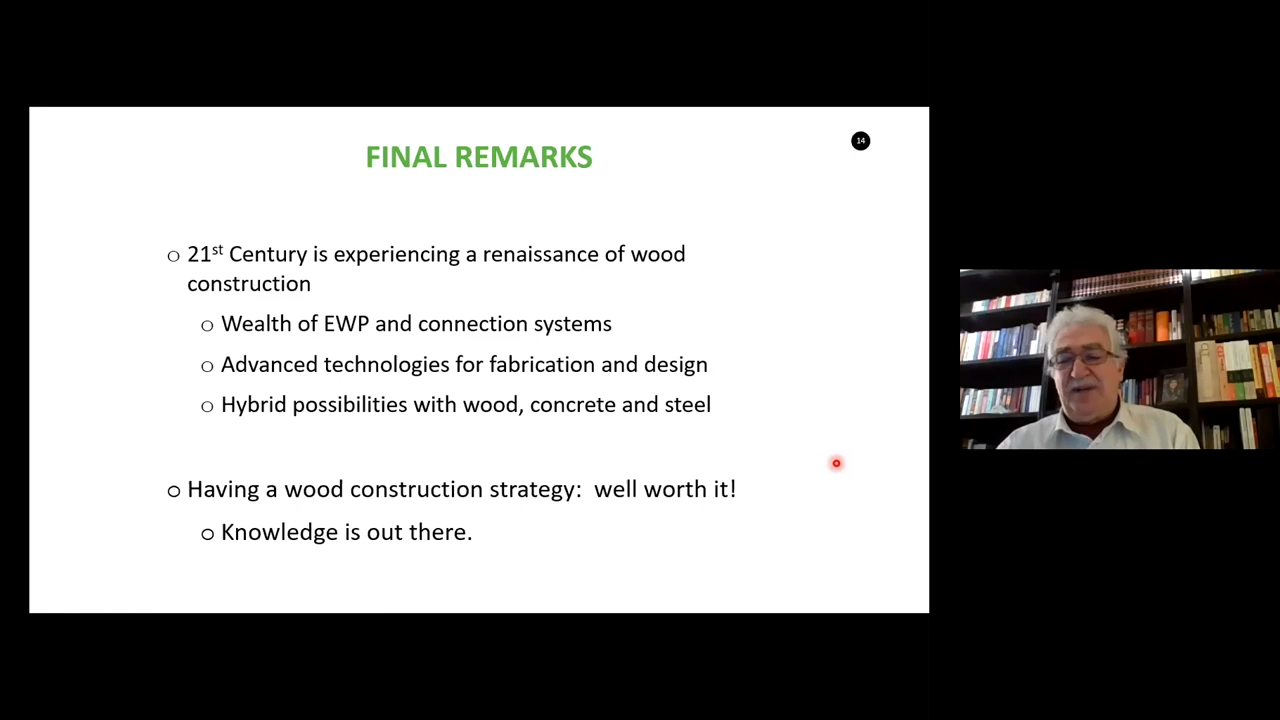 FINAL REMARKS
14
○ 21st Century is experiencing a renaissance of wood
construction
○ Wealth of EWP and connection systems
○ Advanced technologies for fabrication and design
○ Hybrid possibilities with wood, concrete and steel
○ Having a wood construction strategy: well worth it!
○ Knowledge is out there.